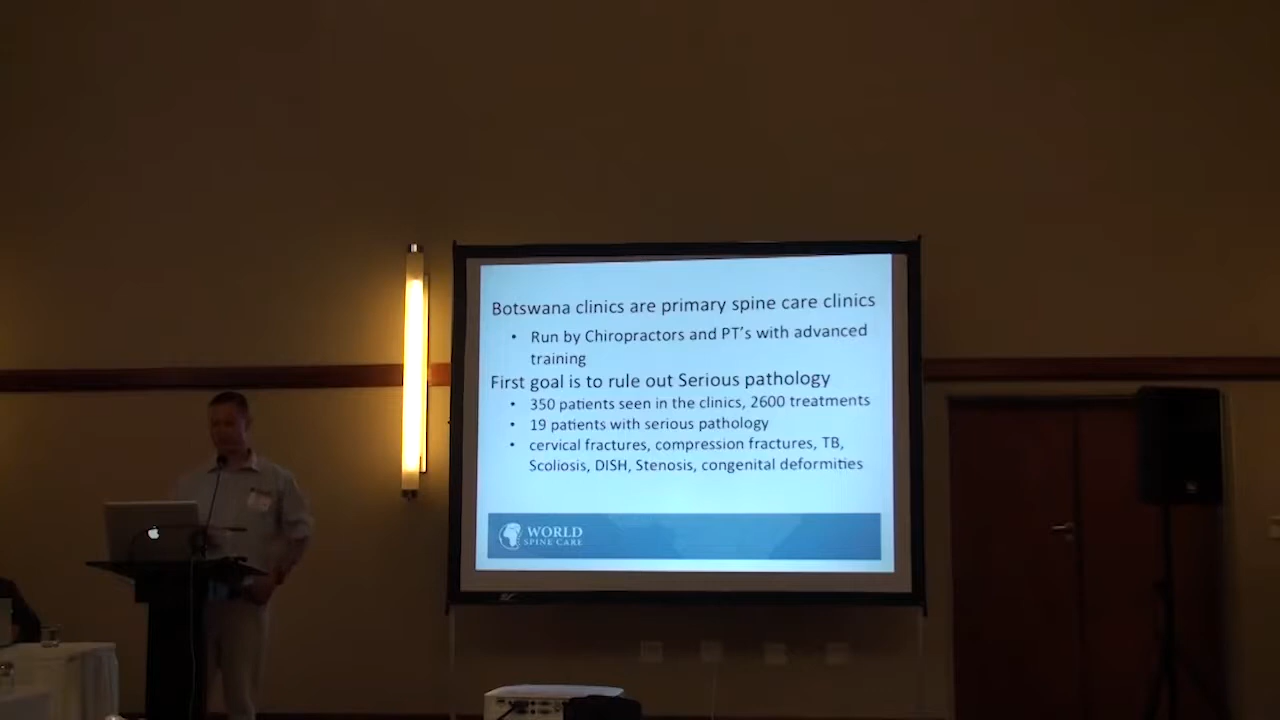 Botswana clinics are primary spine care clinics
• Run by Chiropractors and PT's with advanced
training
First goal is to rule out Serious pathology
• 350 patients seen in the clinics, 2600 treatments
• 19 patients with serious pathology
• cervical fractures, compression fractures, TB,
Scoliosis, DISH, Stenosis, congenital deformities
WORLD
SPINE CARE